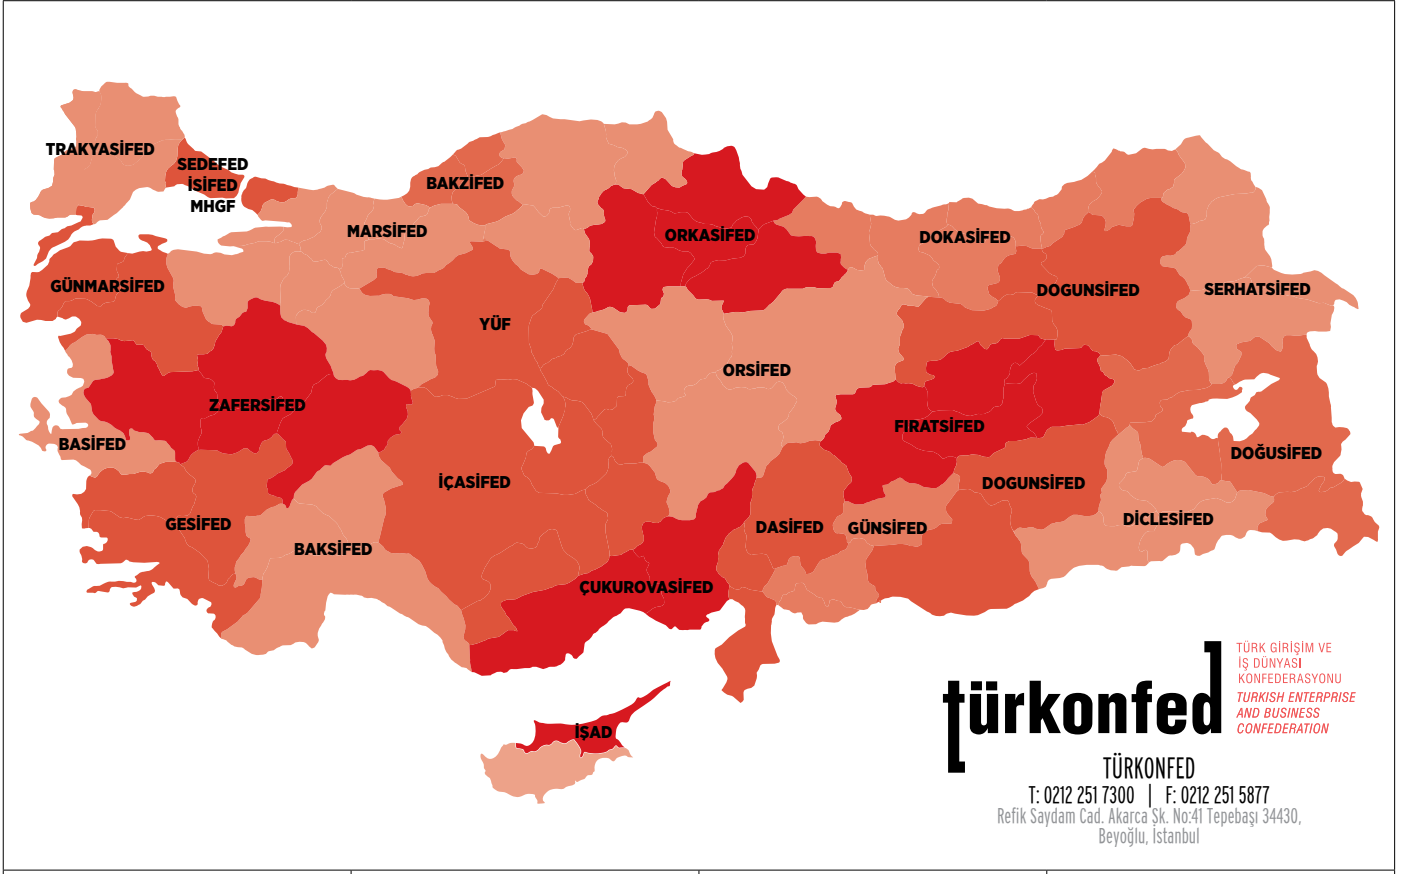 TRAKYASİFED
SEDEFED
İSİFED
MHGF
BAKZİFED
MARSİFED
ORKASİFED
DOKASİFED
GÜNMARSİFED
DOGUNSİFED
SERHATSİFED
YÜF
ORSİFED
ZAFERSİFED
FIRATSİFED
BASİFED
DOĞUSİFED
İÇASİFED
DOGUNSİFED
GESİFED
DASİFED
GÜNSİFED
DİCLESİFED
BAKSİFED
ÇUKUROVASİFED
İŞAD
türkonfed
TÜRK GİRİŞİM VE
İŞ DÜNYASI
KONFEDERASYONU
TURKISH ENTERPRISE
AND BUSINESS
CONFEDERATION
TÜRKONFED
T: 0212 251 7300 | F: 0212 251 5877
Refik Saydam Cad. Akarca Sk. No:41 Tepebaşı 34430,
Beyoğlu, İstanbul